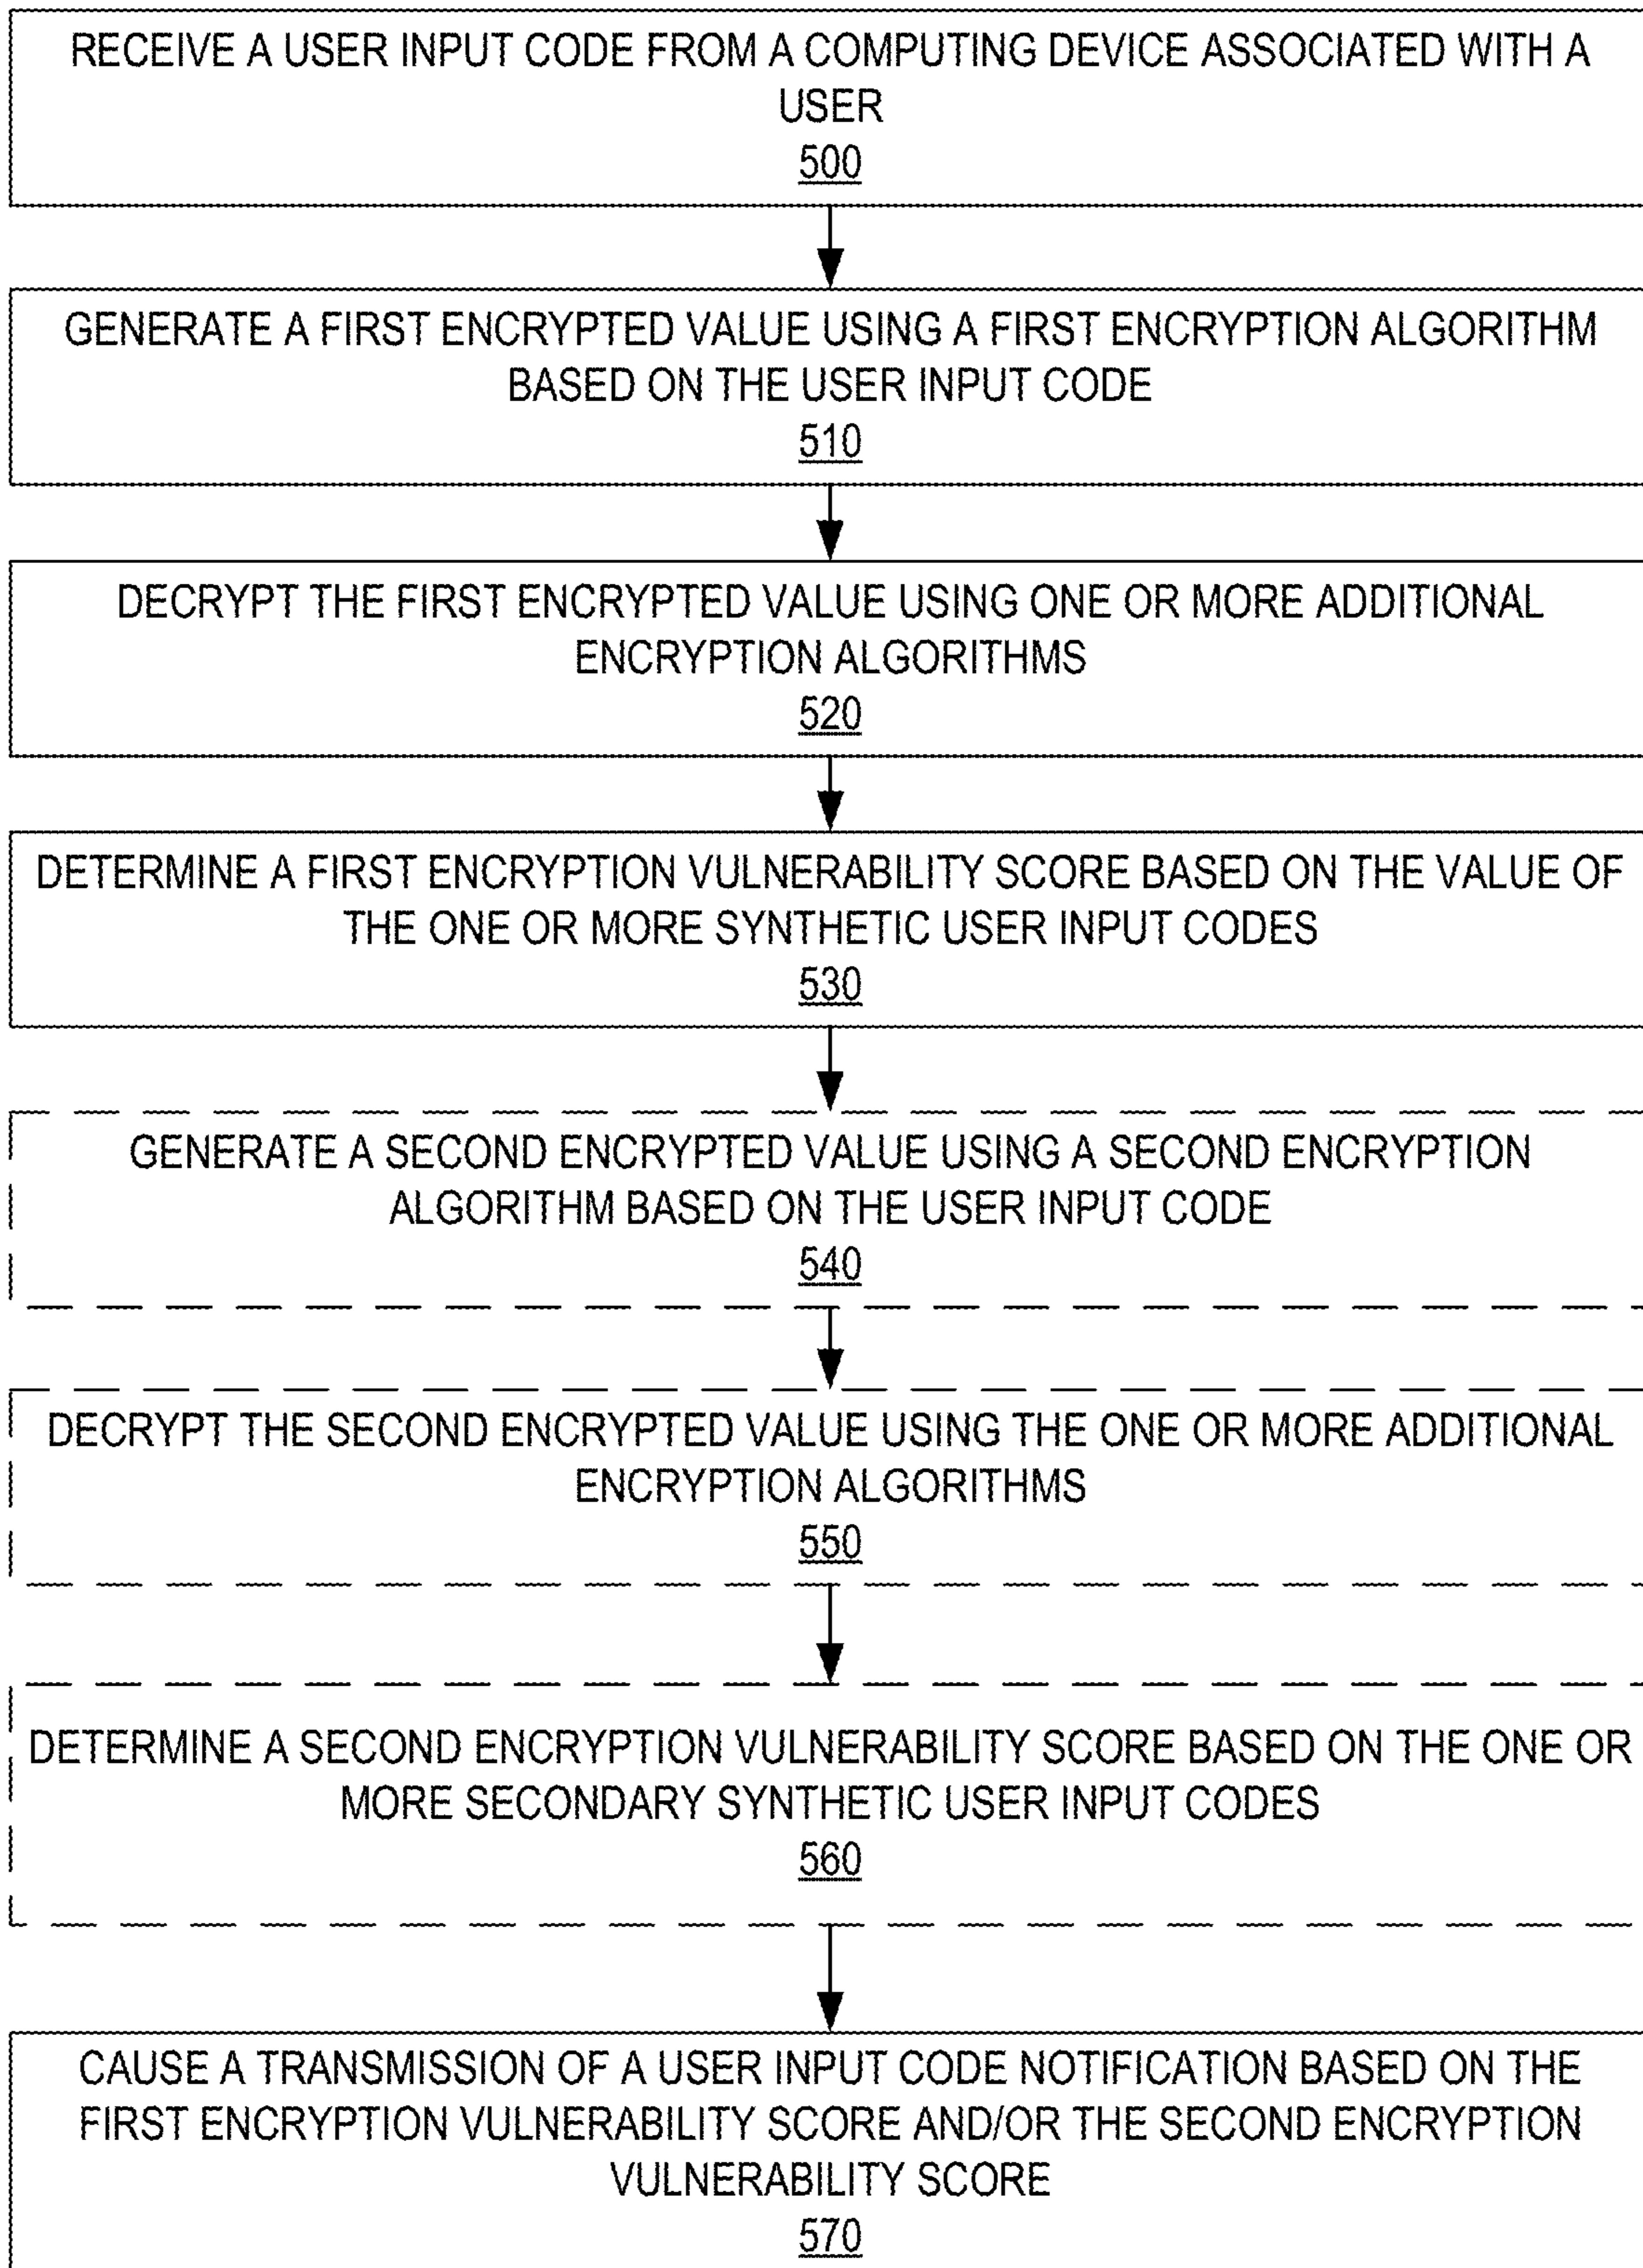 RECEIVE A USER INPUT CODE FROM A COMPUTING DEVICE ASSOCIATED WITH A
USER
500
GENERATE A FIRST ENCRYPTED VALUE USING A FIRST ENCRYPTION ALGORITHM
BASED ON THE USER INPUT CODE
510
DECRYPT THE FIRST ENCRYPTED VALUE USING ONE OR MORE ADDITIONAL
ENCRYPTION ALGORITHMS
520
DETERMINE A FIRST ENCRYPTION VULNERABILITY SCORE BASED ON THE VALUE OF
THE ONE OR MORE SYNTHETIC USER INPUT CODES
530
GENERATE A SECOND ENCRYPTED VALUE USING A SECOND ENCRYPTION
ALGORITHM BASED ON THE USER INPUT CODE
540
DECRYPT THE SECOND ENCRYPTED VALUE USING THE ONE OR MORE ADDITIONAL
ENCRYPTION ALGORITHMS
550
DETERMINE A SECOND ENCRYPTION VULNERABILITY SCORE BASED ON THE ONE OR
MORE SECONDARY SYNTHETIC USER INPUT CODES
560
CAUSE A TRANSMISSION OF A USER INPUT CODE NOTIFICATION BASED ON THE
FIRST ENCRYPTION VULNERABILITY SCORE AND/OR THE SECOND ENCRYPTION
VULNERABILITY SCORE
570